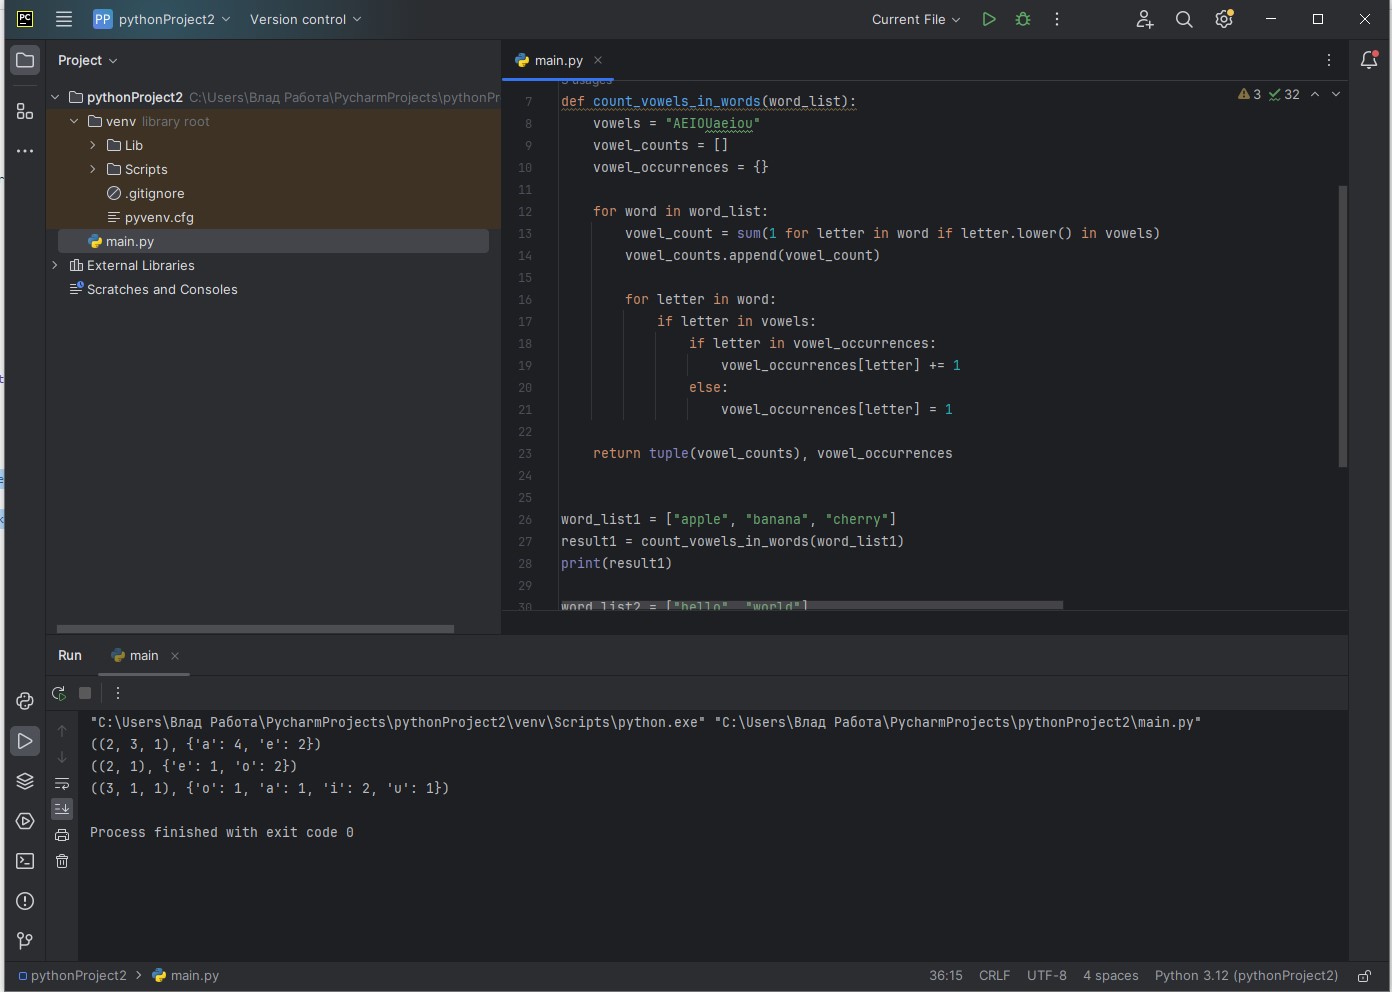 PC
PP pythonProject2 Version control Current File
Project
main.py
pythonProject2 C:\Users\Влад Работа\PycharmProjects\pythonPr
venv library root
Lib
Scripts
.gitignore
pyvenv.cfg
main.py
External Libraries
Scratches and Consoles
3 usages
3 32
7 def count_vowels_in_words(word_list):
8 vowels = "AEIOUaeiou"
9 vowel_counts = []
10 vowel_occurrences = {}
11
12 for word in word_list:
13 vowel_count = sum(1 for letter in word if letter.lower() in vowels)
14 vowel_counts.append(vowel_count)
15
16 for letter in word:
17 if letter in vowels:
18 if letter in vowel_occurrences:
19 vowel_occurrences[letter] += 1
20 else:
21 vowel_occurrences[letter] = 1
22
23 return tuple(vowel_counts), vowel_occurrences
24
25
26 word_list1 = ["apple", "banana", "cherry"]
27 result1 = count_vowels_in_words(word_list1)
28 print(result1)
29
30 word_list2 = ["hello", "world"]
Run main
"C:\Users\Влад Работа\PycharmProjects\pythonProject2\venv\Scripts\python.exe" "C:\Users\Влад Работа\PycharmProjects\pythonProject2\main.py"
((2, 3, 1), {'a': 4, 'e': 2})
((2, 1), {'e': 1, 'o': 2})
((3, 1, 1), {'o': 1, 'a': 1, 'i': 2, 'u': 1})
Process finished with exit code 0
pythonProject2 > main.py 36:15 CRLF UTF-8 4 spaces Python 3.12 (pythonProject2)